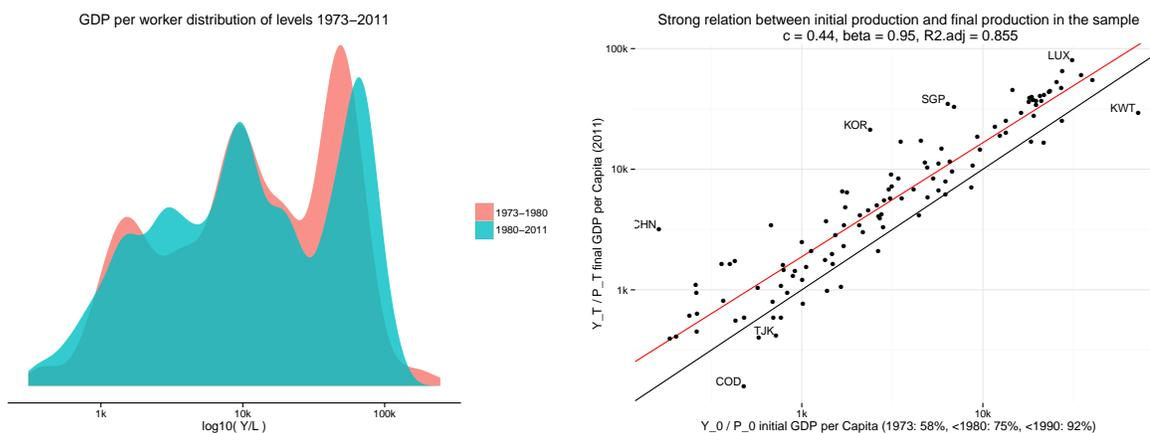 GDP per worker distribution of levels 1973−2011
1973−1980
1980−2011
1k
10k
100k
log10( Y/L )
Strong relation between initial production and final production in the sample
c = 0.44, beta = 0.95, R2.adj = 0.855
Y_T / P_T final GDP per Capita (2011)
100k
10k
1k
LUX
SGP
KWT
KOR
CHN
TJK
COD
1k
10k
Y_0 / P_0 initial GDP per Capita (1973: 58%, <1980: 75%, <1990: 92%)